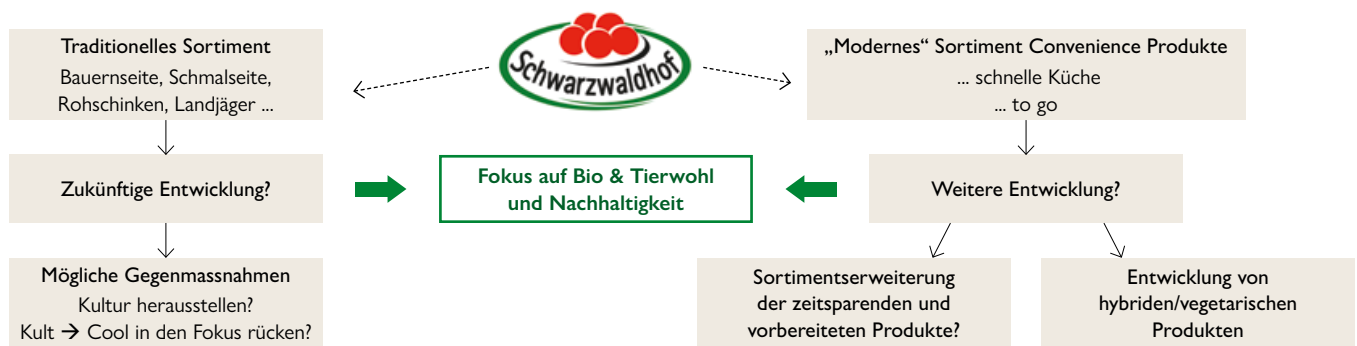 Schwarzwaldhof
Traditionelles Sortiment
Bauernseite, Schmalseite,
Rohschinken, Landjäger ...
„Modernes“ Sortiment Convenience Produkte
... schnelle Küche
... to go
Zukünftige Entwicklung?
Fokus auf Bio & Tierwohl
und Nachhaltigkeit
Weitere Entwicklung?
Mögliche Gegenmassnahmen
Kultur herausstellen?
Kult → Cool in den Fokus rücken?
Sortimentserweiterung
der zeitsparenden und
vorbereiteten Produkte?
Entwicklung von
hybriden/vegetarischen
Produkten